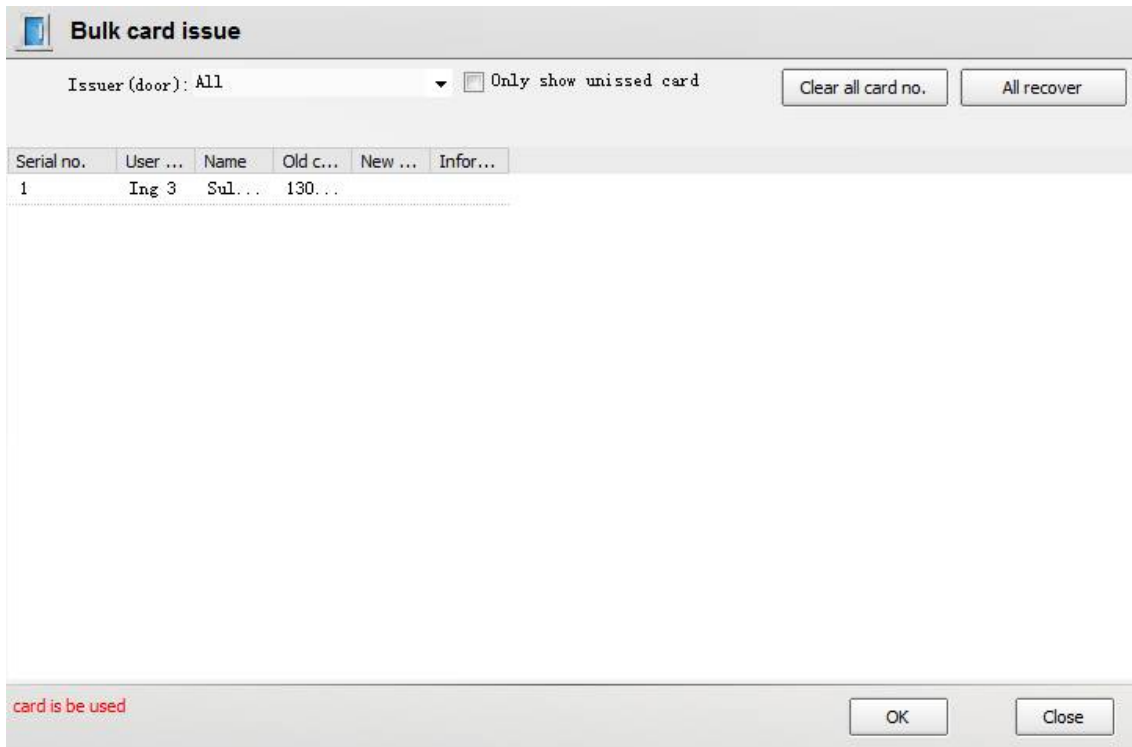 Bulk card issue
Issuer(door): All Only show unissed card Clear all card no. All recover
Serial no. User ... Name Old c... New ... Infor...
1 Ing 3 Sul... 130...
card is be used OK Close